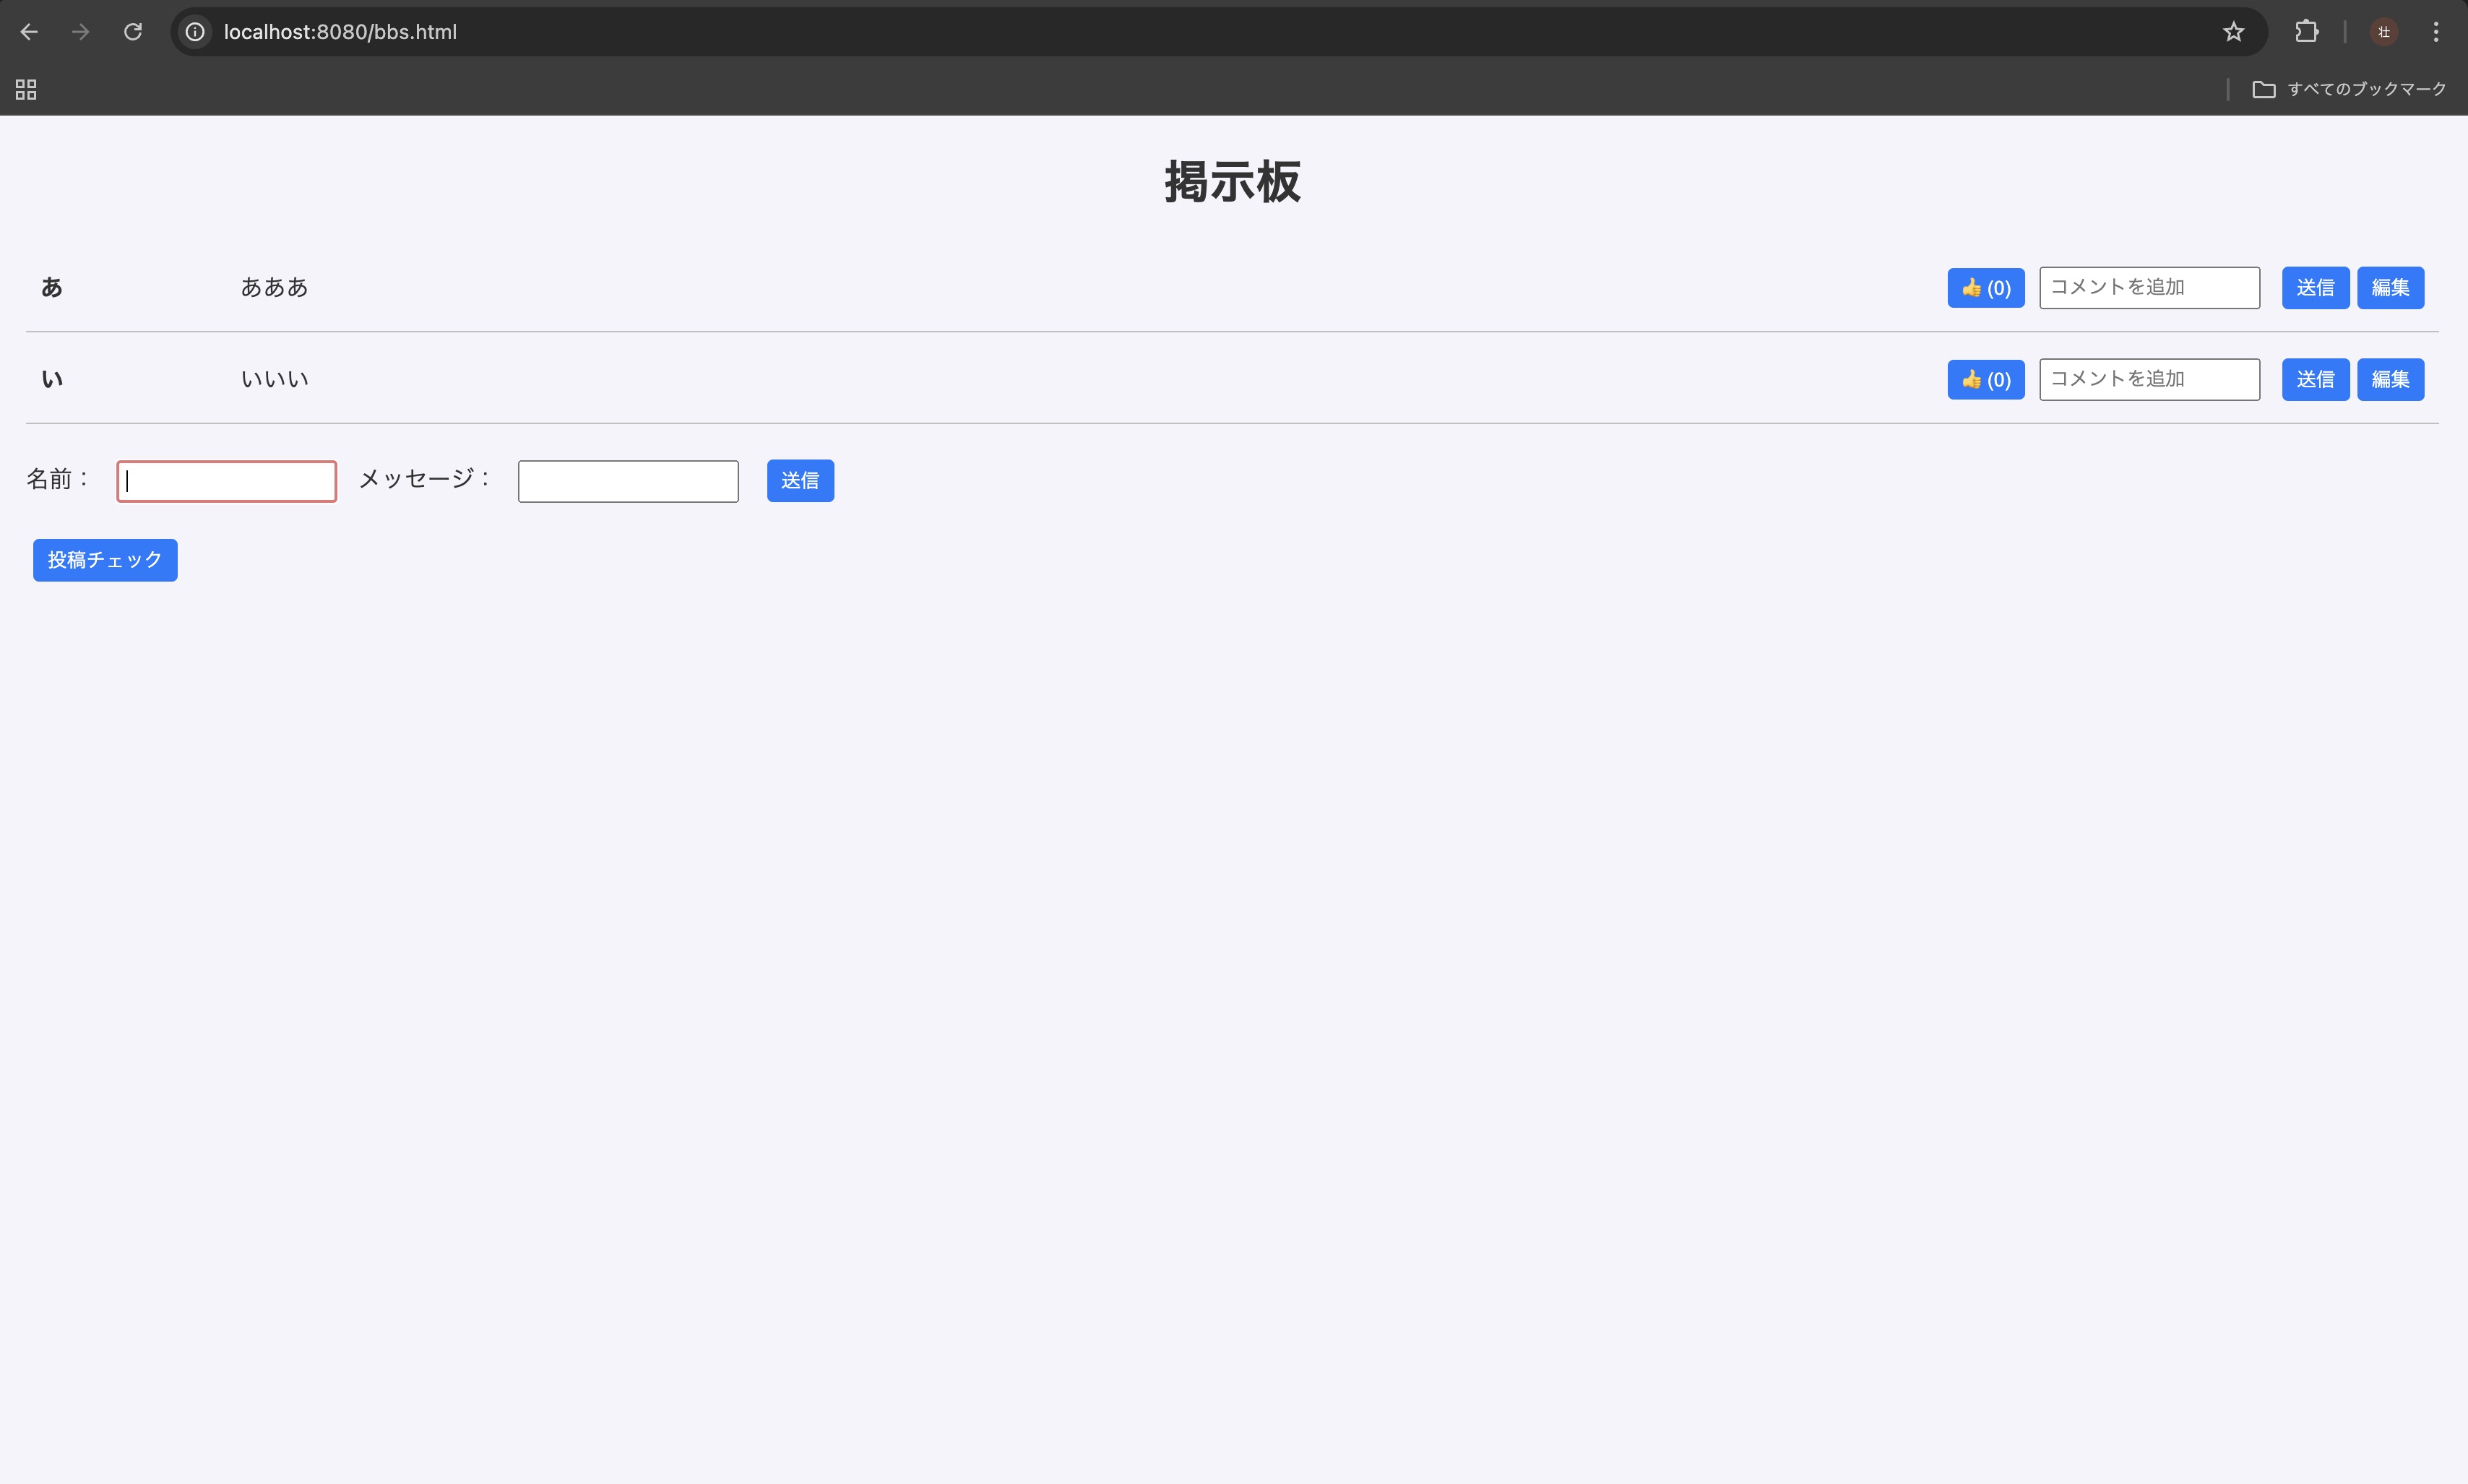 localhost:8080/bbs.html
壮
すべてのブックマーク
掲示板
あ あああ 👍 (0) コメントを追加 送信 編集
い いいい 👍 (0) コメントを追加 送信 編集
名前： メッセージ： 送信
投稿チェック